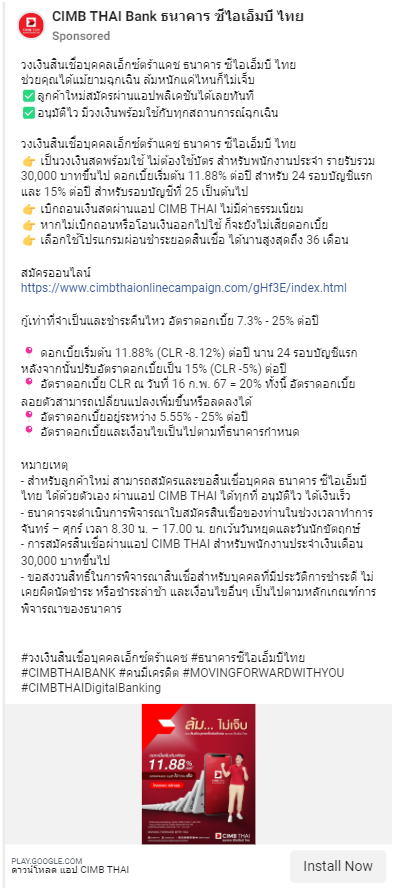 CIMB THAI Bank ธนาคาร ซีไอเอ็มบี ไทย
Sponsored
วงเงินสินเชื่อบุคคลเอ็กซ์ตร้าแคช ธนาคาร ซีไอเอ็มบี ไทย
ช่วยคุณได้แม้ยามฉุกเฉิน ล้มหนักแค่ไหนก็ไม่เจ็บ
✅ลูกค้าใหม่สมัครผ่านแอปพลิเคชันได้เลยทันที
✅อนุมัติไว มีวงเงินพร้อมใช้กับทุกสถานการณ์ฉุกเฉิน
วงเงินสินเชื่อบุคคลเอ็กซ์ตร้าแคช ธนาคาร ซีไอเอ็มบี ไทย
👉 เป็นวงเงินสดพร้อมใช้ ไม่ต้องใช้บัตร สำหรับพนักงานประจำ รายรับรวม
30,000 บาทขึ้นไป ดอกเบี้ยเริ่มต้น 11.88% ต่อปี สำหรับ 24 รอบบัญชีแรก
และ 15% ต่อปี สำหรับรอบบัญชีที่ 25 เป็นต้นไป
👉 เบิกถอนเงินสดผ่านแอป CIMB THAI ไม่มีค่าธรรมเนียม
👉 หากไม่เบิกถอนหรือโอนเงินออกไปใช้ ก็จะยังไม่เสียดอกเบี้ย
👉 เลือกใช้โปรแกรมผ่อนชำระยอดสินเชื่อ ได้นานสูงสุดถึง 36 เดือน
สมัครออนไลน์
https://www.cimbthaionlinecampaign.com/gHf3E/index.html
กู้เท่าที่จำเป็นและชำระคืนไหว อัตราดอกเบี้ย 7.3% - 25% ต่อปี
📍 ดอกเบี้ยเริ่มต้น 11.88% (CLR -8.12%) ต่อปี นาน 24 รอบบัญชีแรก
หลังจากนั้นปรับอัตราดอกเบี้ยเป็น 15% (CLR -5%) ต่อปี
📍 อัตราดอกเบี้ย CLR ณ วันที่ 16 ก.พ. 67 = 20% ทั้งนี้ อัตราดอกเบี้ย
ลอยตัวสามารถเปลี่ยนแปลงเพิ่มขึ้นหรือลดลงได้
📍 อัตราดอกเบี้ยอยู่ระหว่าง 5.55% - 25% ต่อปี
📍 อัตราดอกเบี้ยและเงื่อนไขเป็นไปตามที่ธนาคารกำหนด
หมายเหตุ
- สำหรับลูกค้าใหม่ สามารถสมัครและขอสินเชื่อบุคคล ธนาคาร ซีไอเอ็มบี
ไทย ได้ด้วยตัวเอง ผ่านแอป CIMB THAI ได้ทุกที่ อนุมัติไว ได้เงินเร็ว
- ธนาคารจะดำเนินการพิจารณาใบสมัครสินเชื่อของท่านในช่วงเวลาทำการ
จันทร์ – ศุกร์ เวลา 8.30 น. – 17.00 น. ยกเว้นวันหยุดและวันนักขัตฤกษ์
- การสมัครสินเชื่อผ่านแอป CIMB THAI สำหรับพนักงานประจำเงินเดือน
30,000 บาทขึ้นไป
- ขอสงวนสิทธิ์ในการพิจารณาสินเชื่อสำหรับบุคคลที่มีประวัติการชำระดี ไม่
เคยผิดนัดชำระ หรือชำระล่าช้า และเงื่อนไขอื่นๆ เป็นไปตามหลักเกณฑ์การ
พิจารณาของธนาคาร
#วงเงินสินเชื่อบุคคลเอ็กซ์ตร้าแคช #ธนาคารซีไอเอ็มบีไทย
#CIMBTHAIBANK #คนมีเครดิต #MOVINGFORWARDWITHYOU
#CIMBTHAIDigitalBanking
ล้ม...ไม่เจ็บ
11.88%
CIMB THAI
PLAY.GOOGLE.COM
ดาวน์โหลด แอป CIMB THAI
Install Now